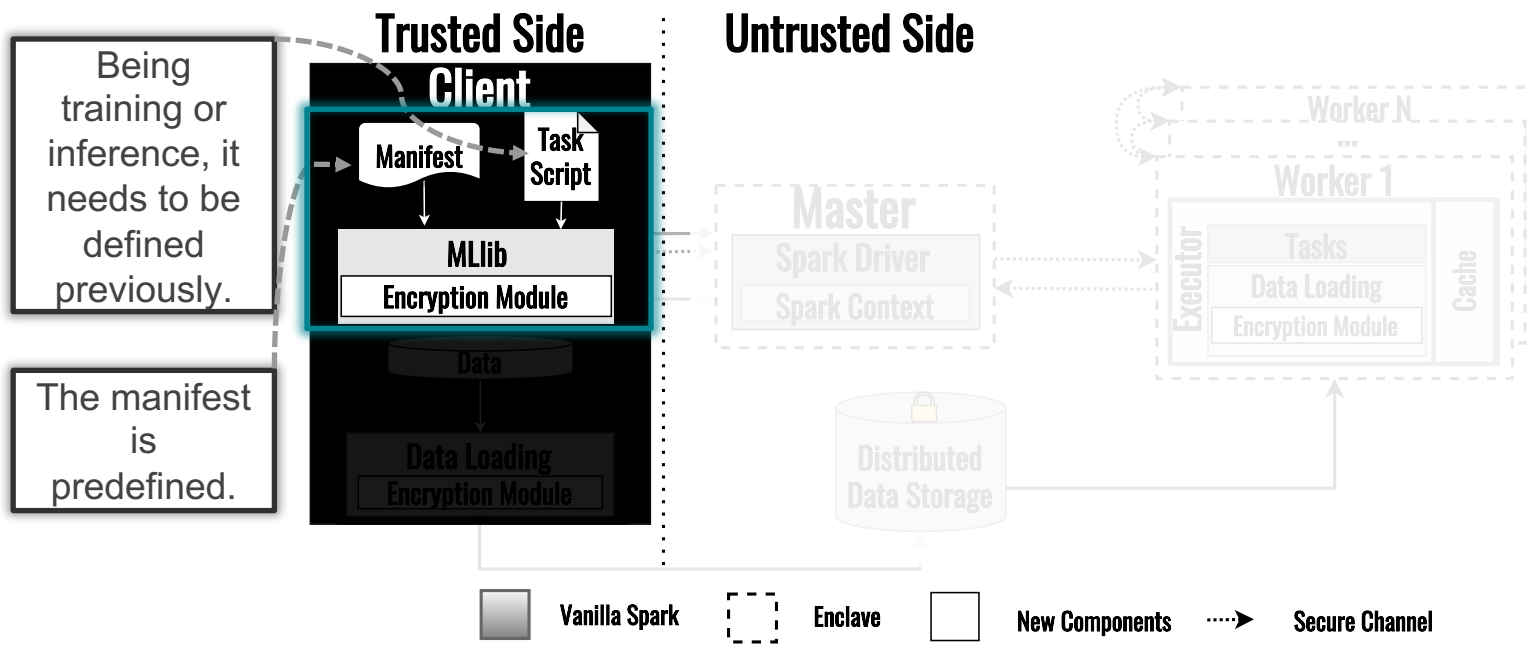 Trusted Side
Untrusted Side
Being
training or
inference, it
needs to be
defined
previously.
The manifest
is
predefined.
Client
Manifest
Task
Script
MLlib
Encryption Module
Data
Data Loading
Encryption Module
Master
Spark Driver
Spark Context
Worker N
...
Worker 1
Executor
Tasks
Data Loading
Encryption Module
Cache
Distributed
Data Storage
Vanilla Spark
Enclave
New Components
Secure Channel